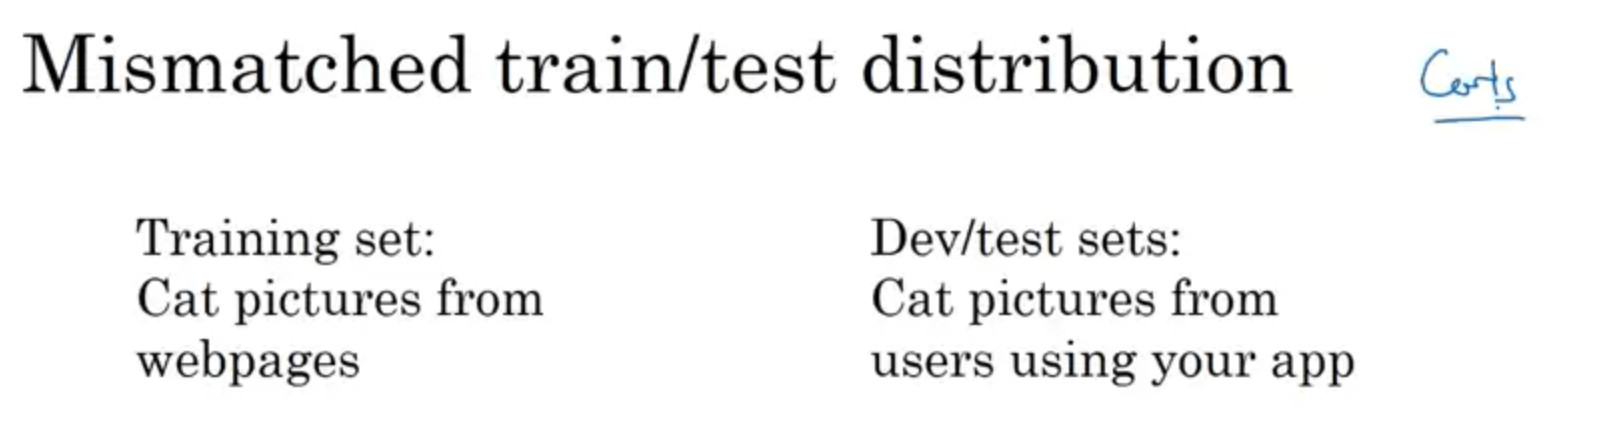 Mismatched train/test distribution
Training set:
Cat pictures from
webpages
Dev/test sets:
Cat pictures from
users using your app